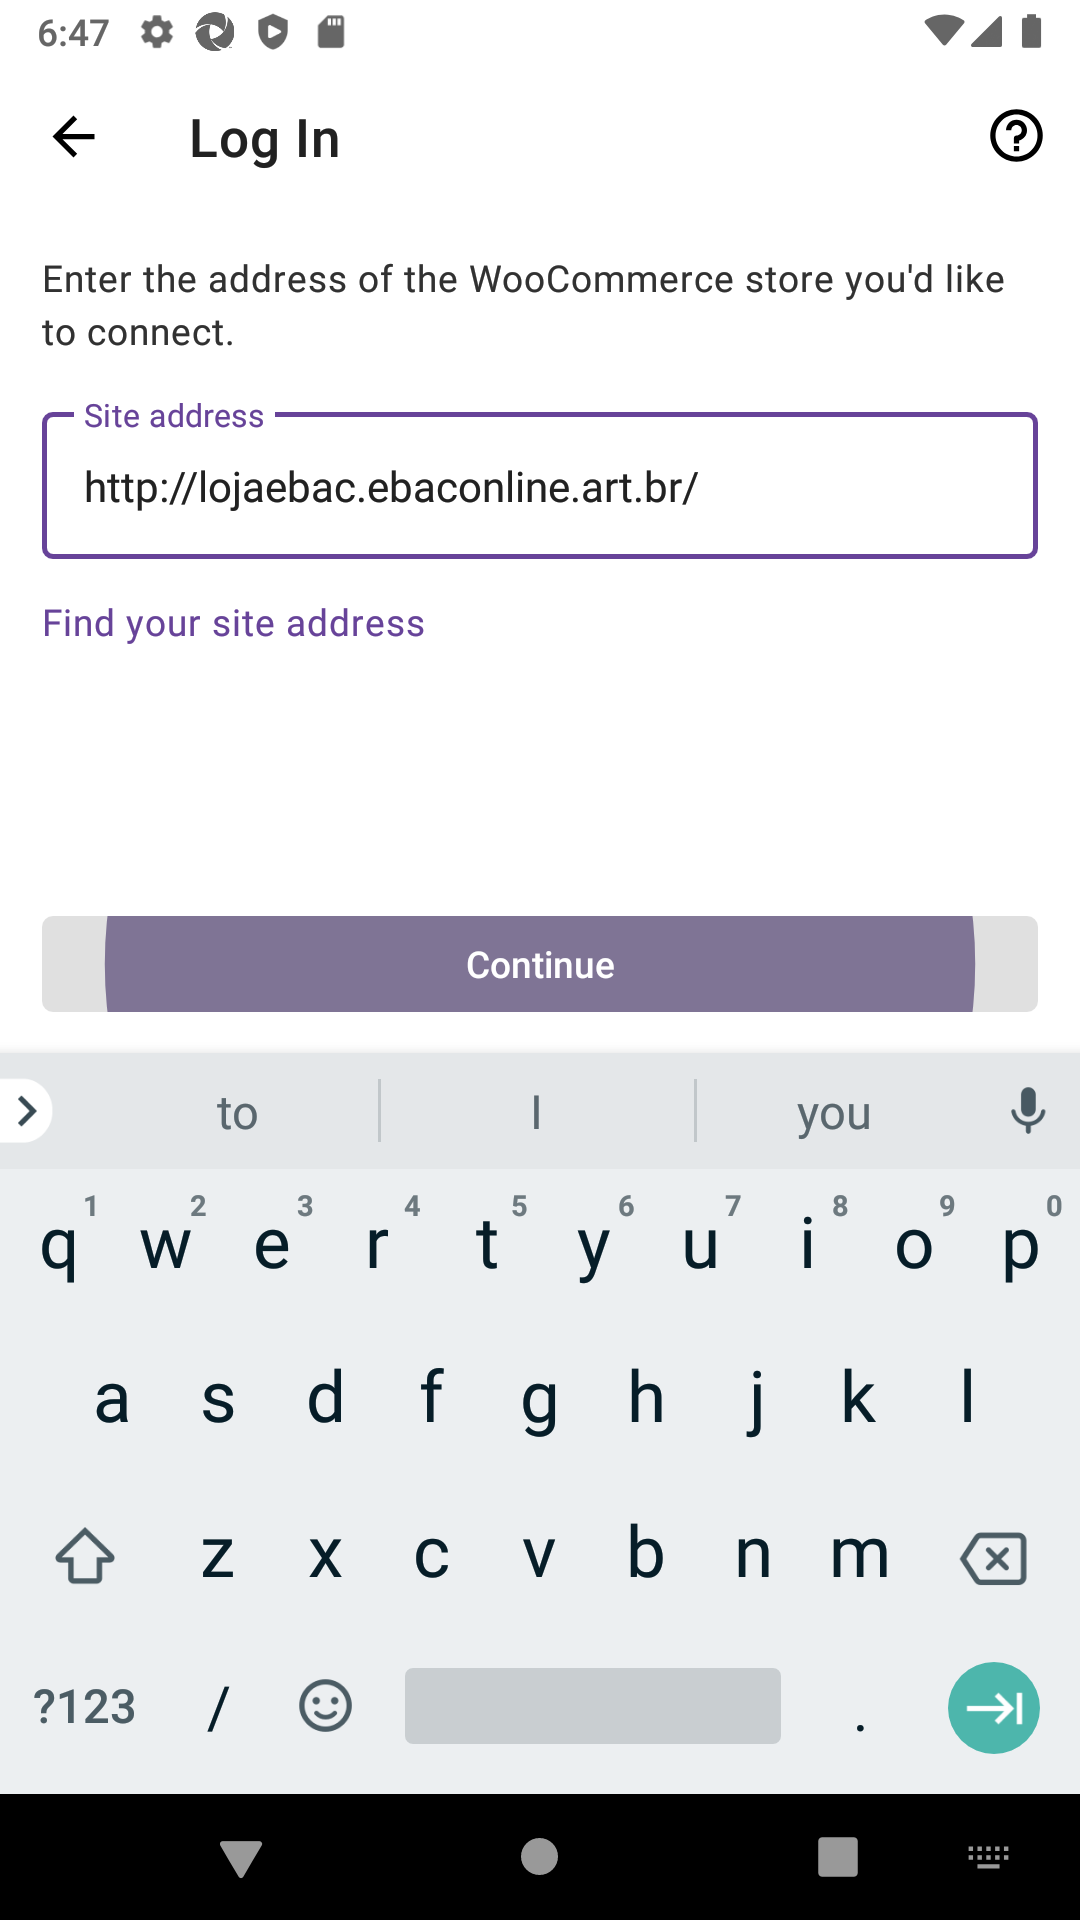 6:47
Log In
Enter the address of the WooCommerce store you'd like
to connect.
Site address
http://lojaebac.ebaconline.art.br/
Find your site address
Continue
to I you
1 2 3 4 5 6 7 8 9 0
q w e r t y u i o p
a s d f g h j k l
z x c v b n m
?123 / .